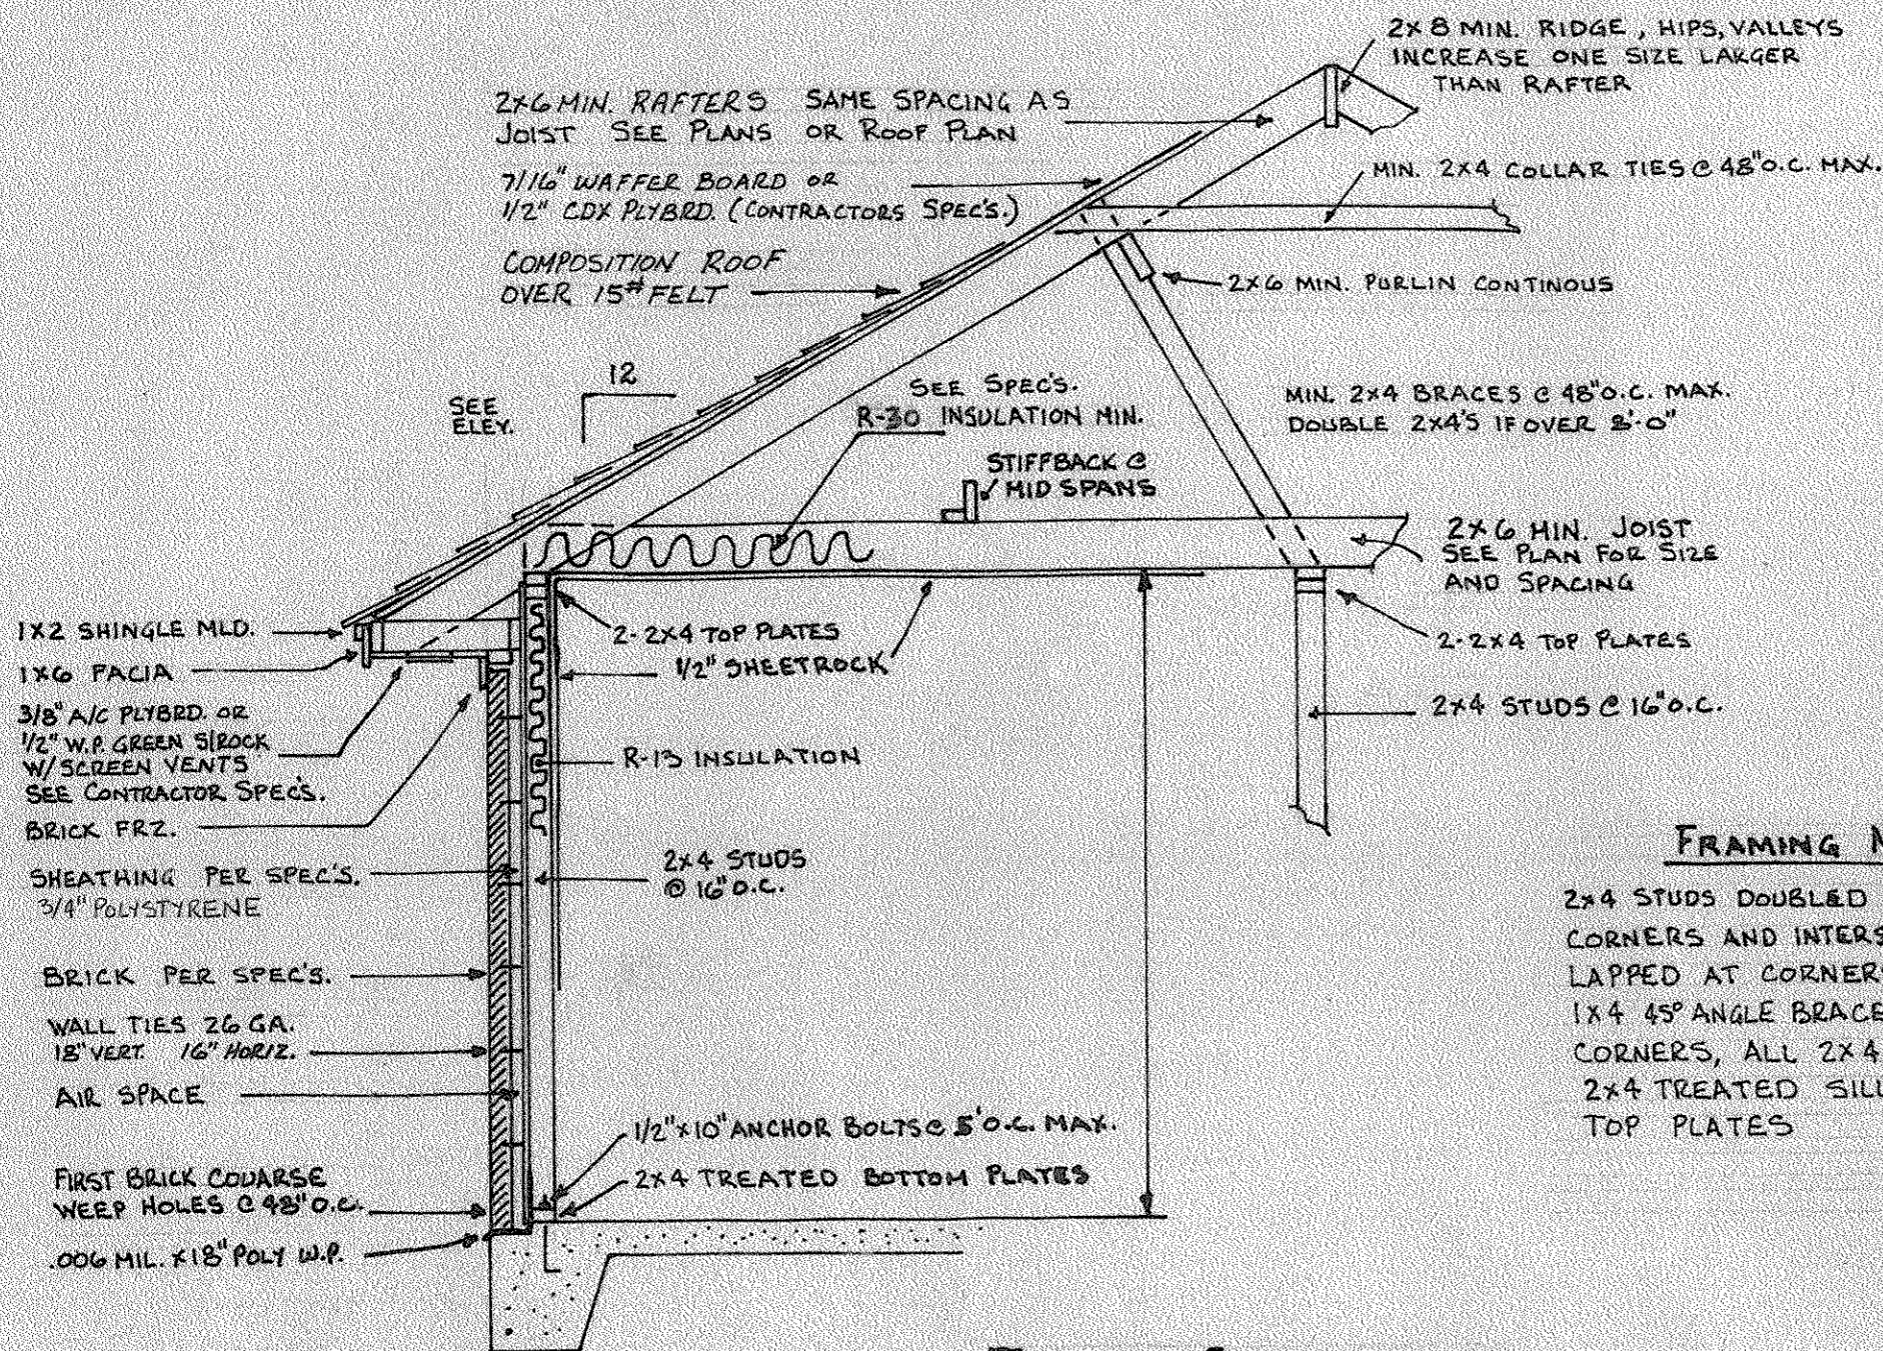 2x8 MIN. RIDGE, HIPS, VALLEYS
INCREASE ONE SIZE LARGER
THAN RAFTER
2x6 MIN. RAFTERS SAME SPACING AS
JOIST SEE PLANS OR ROOF PLAN
7/16" WAFFER BOARD OR
1/2" CDX PLYBRD. (CONTRACTORS SPEC'S.)
MIN. 2x4 COLLAR TIES @ 48" O.C. MAX.
COMPOSITION ROOF
OVER 15# FELT
2x6 MIN. PURLIN CONTINOUS
12
SEE
ELEV.
SEE SPEC'S.
R-30 INSULATION MIN.
MIN. 2x4 BRACES @ 48" O.C. MAX.
DOUBLE 2x4'S IF OVER 8'-0"
STIFFBACK @
MID SPANS
2x6 MIN. JOIST
SEE PLAN FOR SIZE
AND SPACING
1X2 SHINGLE MLD.
1X6 FACIA
3/8" A/C PLYBRD. OR
1/2" W.P. GREEN S/ROCK
W/ SCREEN VENTS
SEE CONTRACTOR SPEC'S.
BRICK FRZ.
2-2x4 TOP PLATES
1/2" SHEETROCK
2-2x4 TOP PLATES
2x4 STUDS @ 16" O.C.
R-13 INSULATION
SHEATHING PER SPEC'S.
3/4" POLYSTYRENE
2x4 STUDS
@ 16" O.C.
BRICK PER SPEC'S.
WALL TIES 26 GA.
18" VERT. 16" HORIZ.
AIR SPACE
1/2"x10" ANCHOR BOLTS @ 5' O.C. MAX.
2x4 TREATED BOTTOM PLATES
FIRST BRICK COUARSE
WEEP HOLES @ 48" O.C.
.006 MIL. x 18" POLY W.P.
FRAMING
2x4 STUDS DOUBLED
CORNERS AND
LAPPED AT
1X4 45° ANGLE
CORNERS, ALL 2X4
2x4 TREATED
TOP PLATES